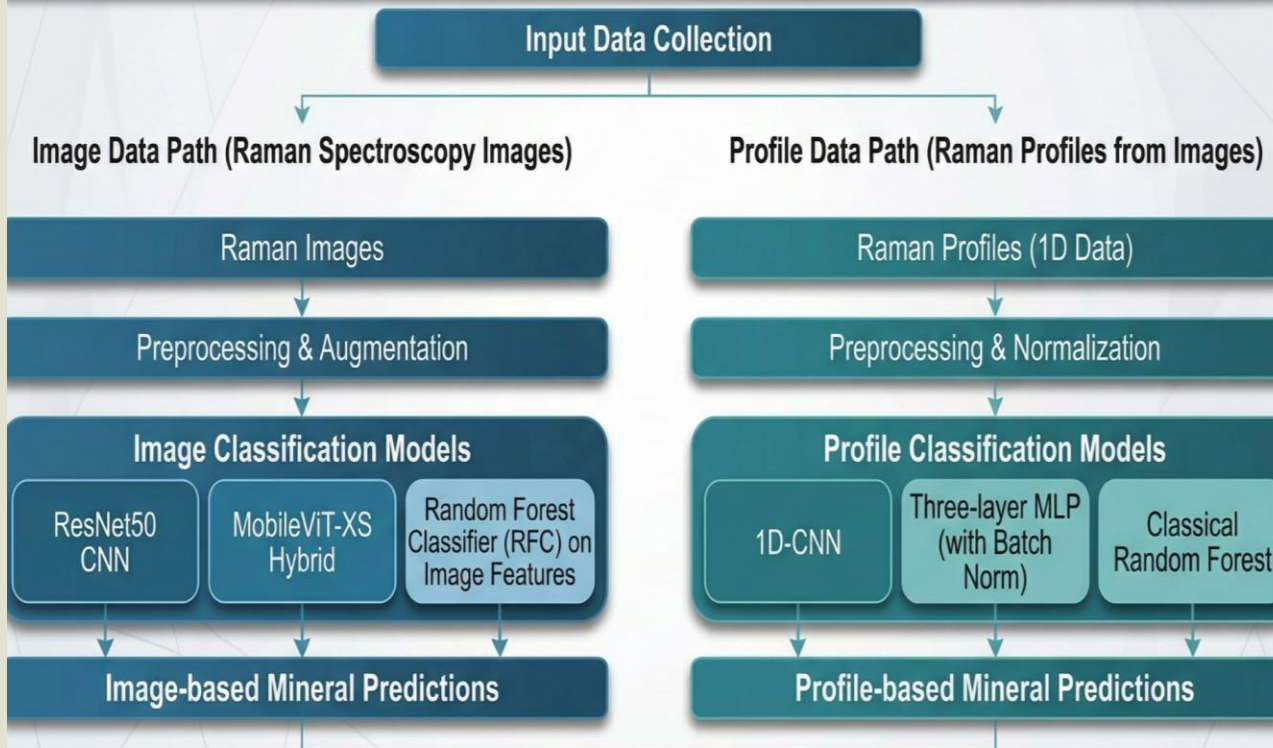 Input Data Collection
Image Data Path (Raman Spectroscopy Images)
Raman Images
Preprocessing & Augmentation
Image Classification Models
ResNet50
CNN
MobileViT-XS
Hybrid
Random Forest
Classifier (RFC) on
Image Features
Image-based Mineral Predictions
Profile Data Path (Raman Profiles from Images)
Raman Profiles (1D Data)
Preprocessing & Normalization
Profile Classification Models
1D-CNN
Three-layer MLP
(with Batch
Norm)
Classical
Random Forest
Profile-based Mineral Predictions